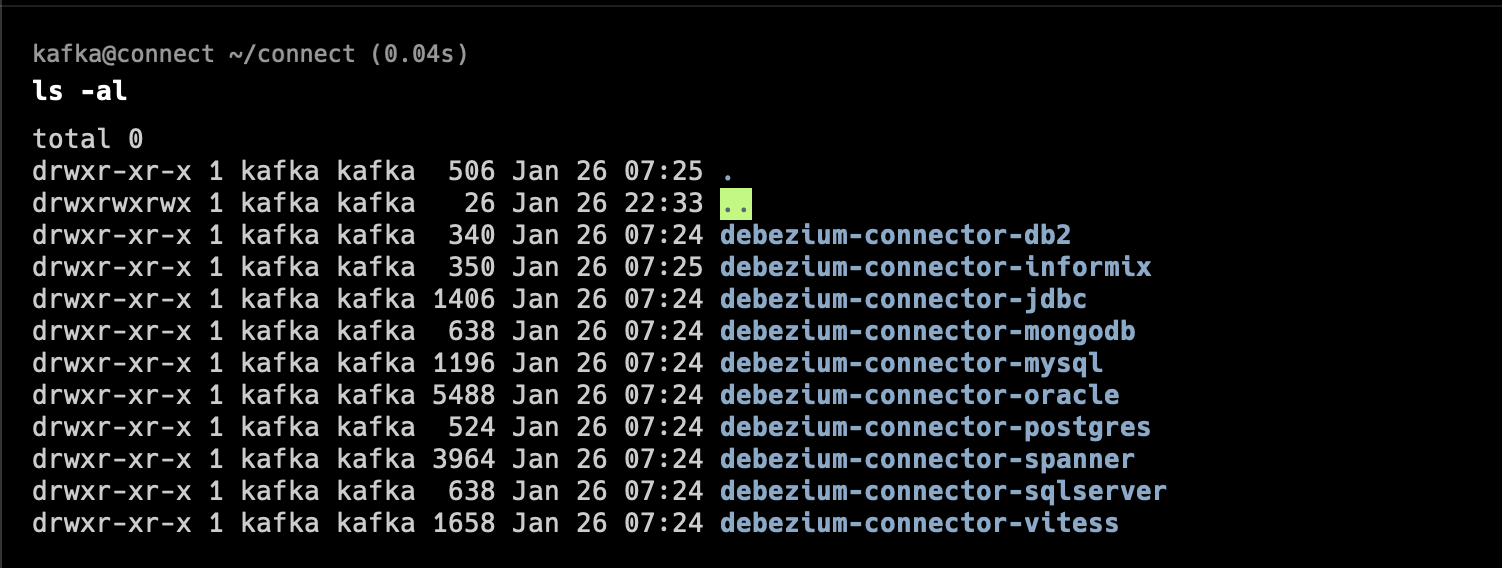 kafka@connect ~/connect (0.04s)
ls -al
total 0
drwxr-xr-x 1 kafka kafka  506 Jan 26 07:25 .
drwxrwxrwx 1 kafka kafka   26 Jan 26 22:33 ..
drwxr-xr-x 1 kafka kafka  340 Jan 26 07:24 debezium-connector-db2
drwxr-xr-x 1 kafka kafka  350 Jan 26 07:25 debezium-connector-informix
drwxr-xr-x 1 kafka kafka 1406 Jan 26 07:24 debezium-connector-jdbc
drwxr-xr-x 1 kafka kafka  638 Jan 26 07:24 debezium-connector-mongodb
drwxr-xr-x 1 kafka kafka 1196 Jan 26 07:24 debezium-connector-mysql
drwxr-xr-x 1 kafka kafka 5488 Jan 26 07:24 debezium-connector-oracle
drwxr-xr-x 1 kafka kafka  524 Jan 26 07:24 debezium-connector-postgres
drwxr-xr-x 1 kafka kafka 3964 Jan 26 07:24 debezium-connector-spanner
drwxr-xr-x 1 kafka kafka  638 Jan 26 07:24 debezium-connector-sqlserver
drwxr-xr-x 1 kafka kafka 1658 Jan 26 07:24 debezium-connector-vitess